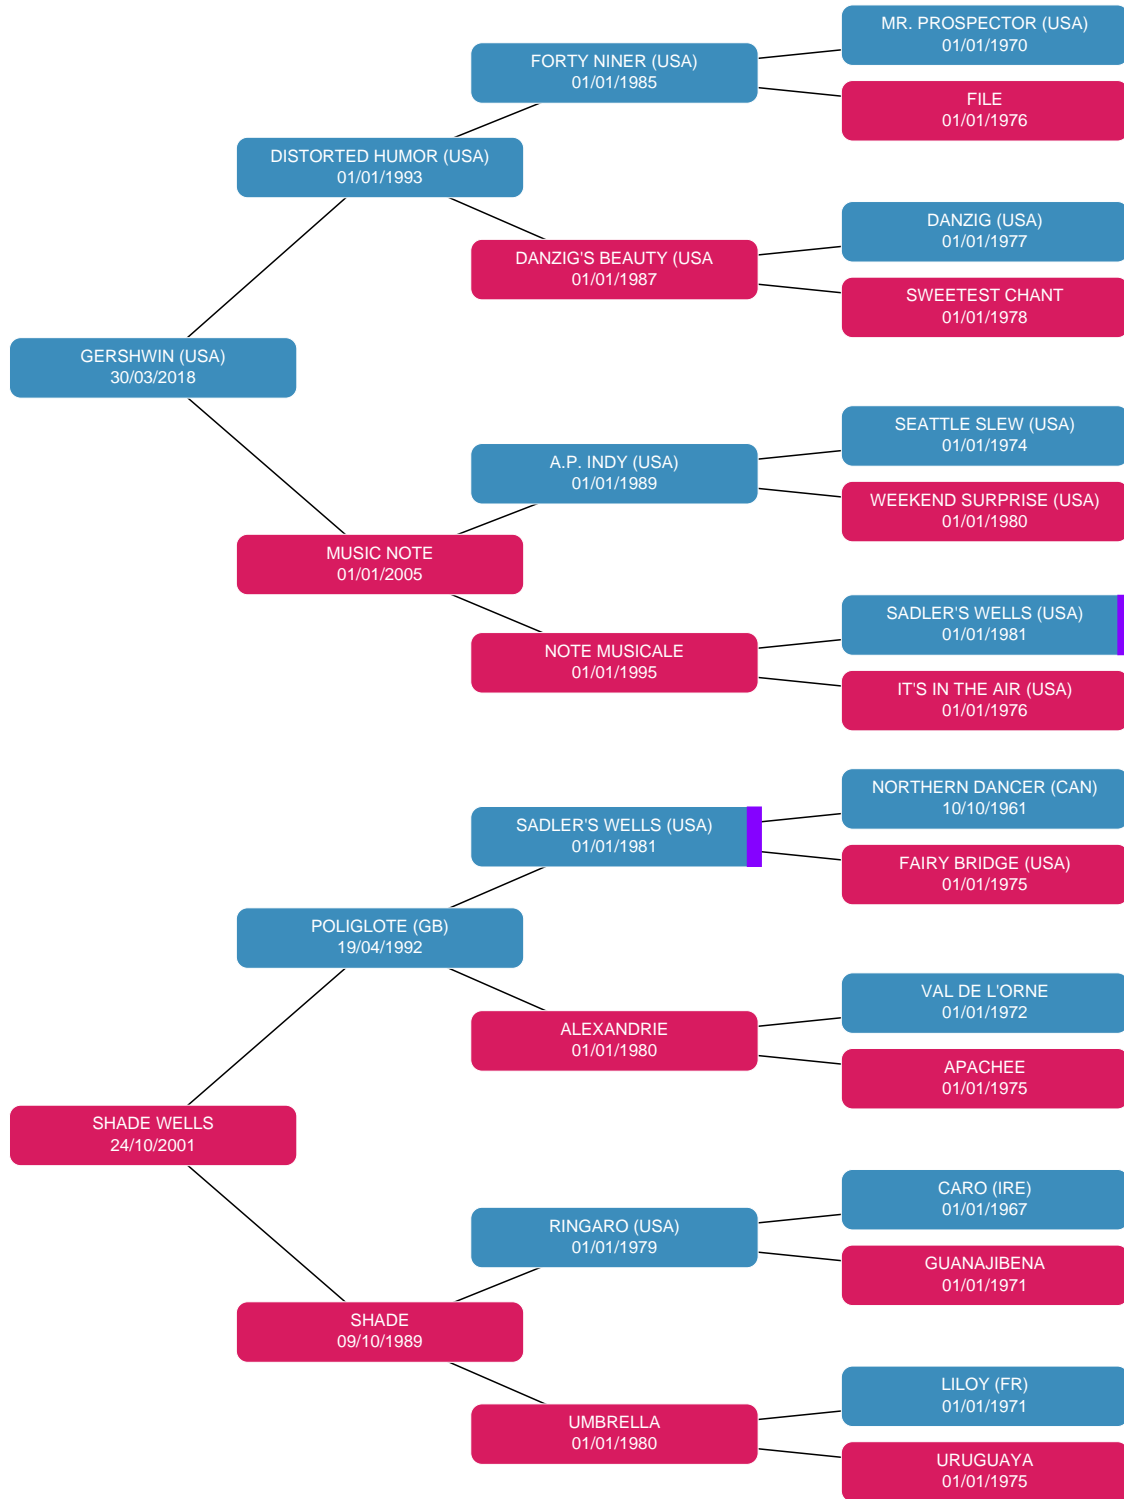 MR. PROSPECTOR (USA)
01/01/1970
FORTY NINER (USA)
01/01/1985
FILE
01/01/1976
DISTORTED HUMOR (USA)
01/01/1993
DANZIG (USA)
01/01/1977
DANZIG'S BEAUTY (USA
01/01/1987
SWEETEST CHANT
01/01/1978
GERSHWIN (USA)
30/03/2018
SEATTLE SLEW (USA)
01/01/1974
A.P. INDY (USA)
01/01/1989
WEEKEND SURPRISE (USA)
01/01/1980
MUSIC NOTE
01/01/2005
SADLER'S WELLS (USA)
01/01/1981
NOTE MUSICALE
01/01/1995
IT'S IN THE AIR (USA)
01/01/1976
NORTHERN DANCER (CAN)
10/10/1961
SADLER'S WELLS (USA)
01/01/1981
FAIRY BRIDGE (USA)
01/01/1975
POLIGLOTE (GB)
19/04/1992
VAL DE L'ORNE
01/01/1972
ALEXANDRIE
01/01/1980
APACHEE
01/01/1975
SHADE WELLS
24/10/2001
CARO (IRE)
01/01/1967
RINGARO (USA)
01/01/1979
GUANAJIBENA
01/01/1971
SHADE
09/10/1989
LILOY (FR)
01/01/1971
UMBRELLA
01/01/1980
URUGUAYA
01/01/1975